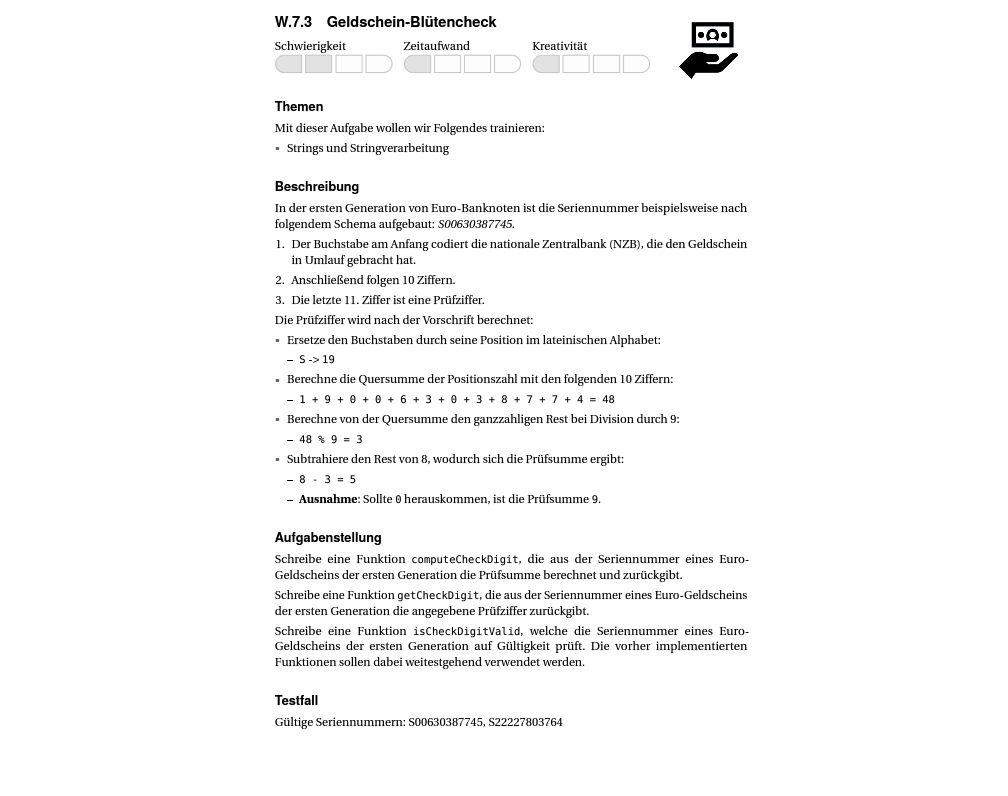 W.7.3 Geldschein-Blütencheck
Schwierigkeit Zeitaufwand Kreativität
Themen
Mit dieser Aufgabe wollen wir Folgendes trainieren:
▪ Strings und Stringverarbeitung
Beschreibung
In der ersten Generation von Euro-Banknoten ist die Seriennummer beispielsweise nach
folgendem Schema aufgebaut: S00630387745.
1. Der Buchstabe am Anfang codiert die nationale Zentralbank (NZB), die den Geldschein
in Umlauf gebracht hat.
2. Anschließend folgen 10 Ziffern.
3. Die letzte 11. Ziffer ist eine Prüfziffer.
Die Prüfziffer wird nach der Vorschrift berechnet:
▪ Ersetze den Buchstaben durch seine Position im lateinischen Alphabet:
– S -> 19
▪ Berechne die Quersumme der Positionszahl mit den folgenden 10 Ziffern:
– 1 + 9 + 0 + 0 + 6 + 3 + 0 + 3 + 8 + 7 + 7 + 4 = 48
▪ Berechne von der Quersumme den ganzzahligen Rest bei Division durch 9:
– 48 % 9 = 3
▪ Subtrahiere den Rest von 8, wodurch sich die Prüfsumme ergibt:
– 8 - 3 = 5
– Ausnahme: Sollte 0 herauskommen, ist die Prüfsumme 9.
Aufgabenstellung
Schreibe eine Funktion computeCheckDigit, die aus der Seriennummer eines Euro-
Geldscheins der ersten Generation die Prüfsumme berechnet und zurückgibt.
Schreibe eine Funktion getCheckDigit, die aus der Seriennummer eines Euro-Geldscheins
der ersten Generation die angegebene Prüfziffer zurückgibt.
Schreibe eine Funktion isCheckDigitValid, welche die Seriennummer eines Euro-
Geldscheins der ersten Generation auf Gültigkeit prüft. Die vorher implementierten
Funktionen sollen dabei weitestgehend verwendet werden.
Testfall
Gültige Seriennummern: S00630387745, S22227803764